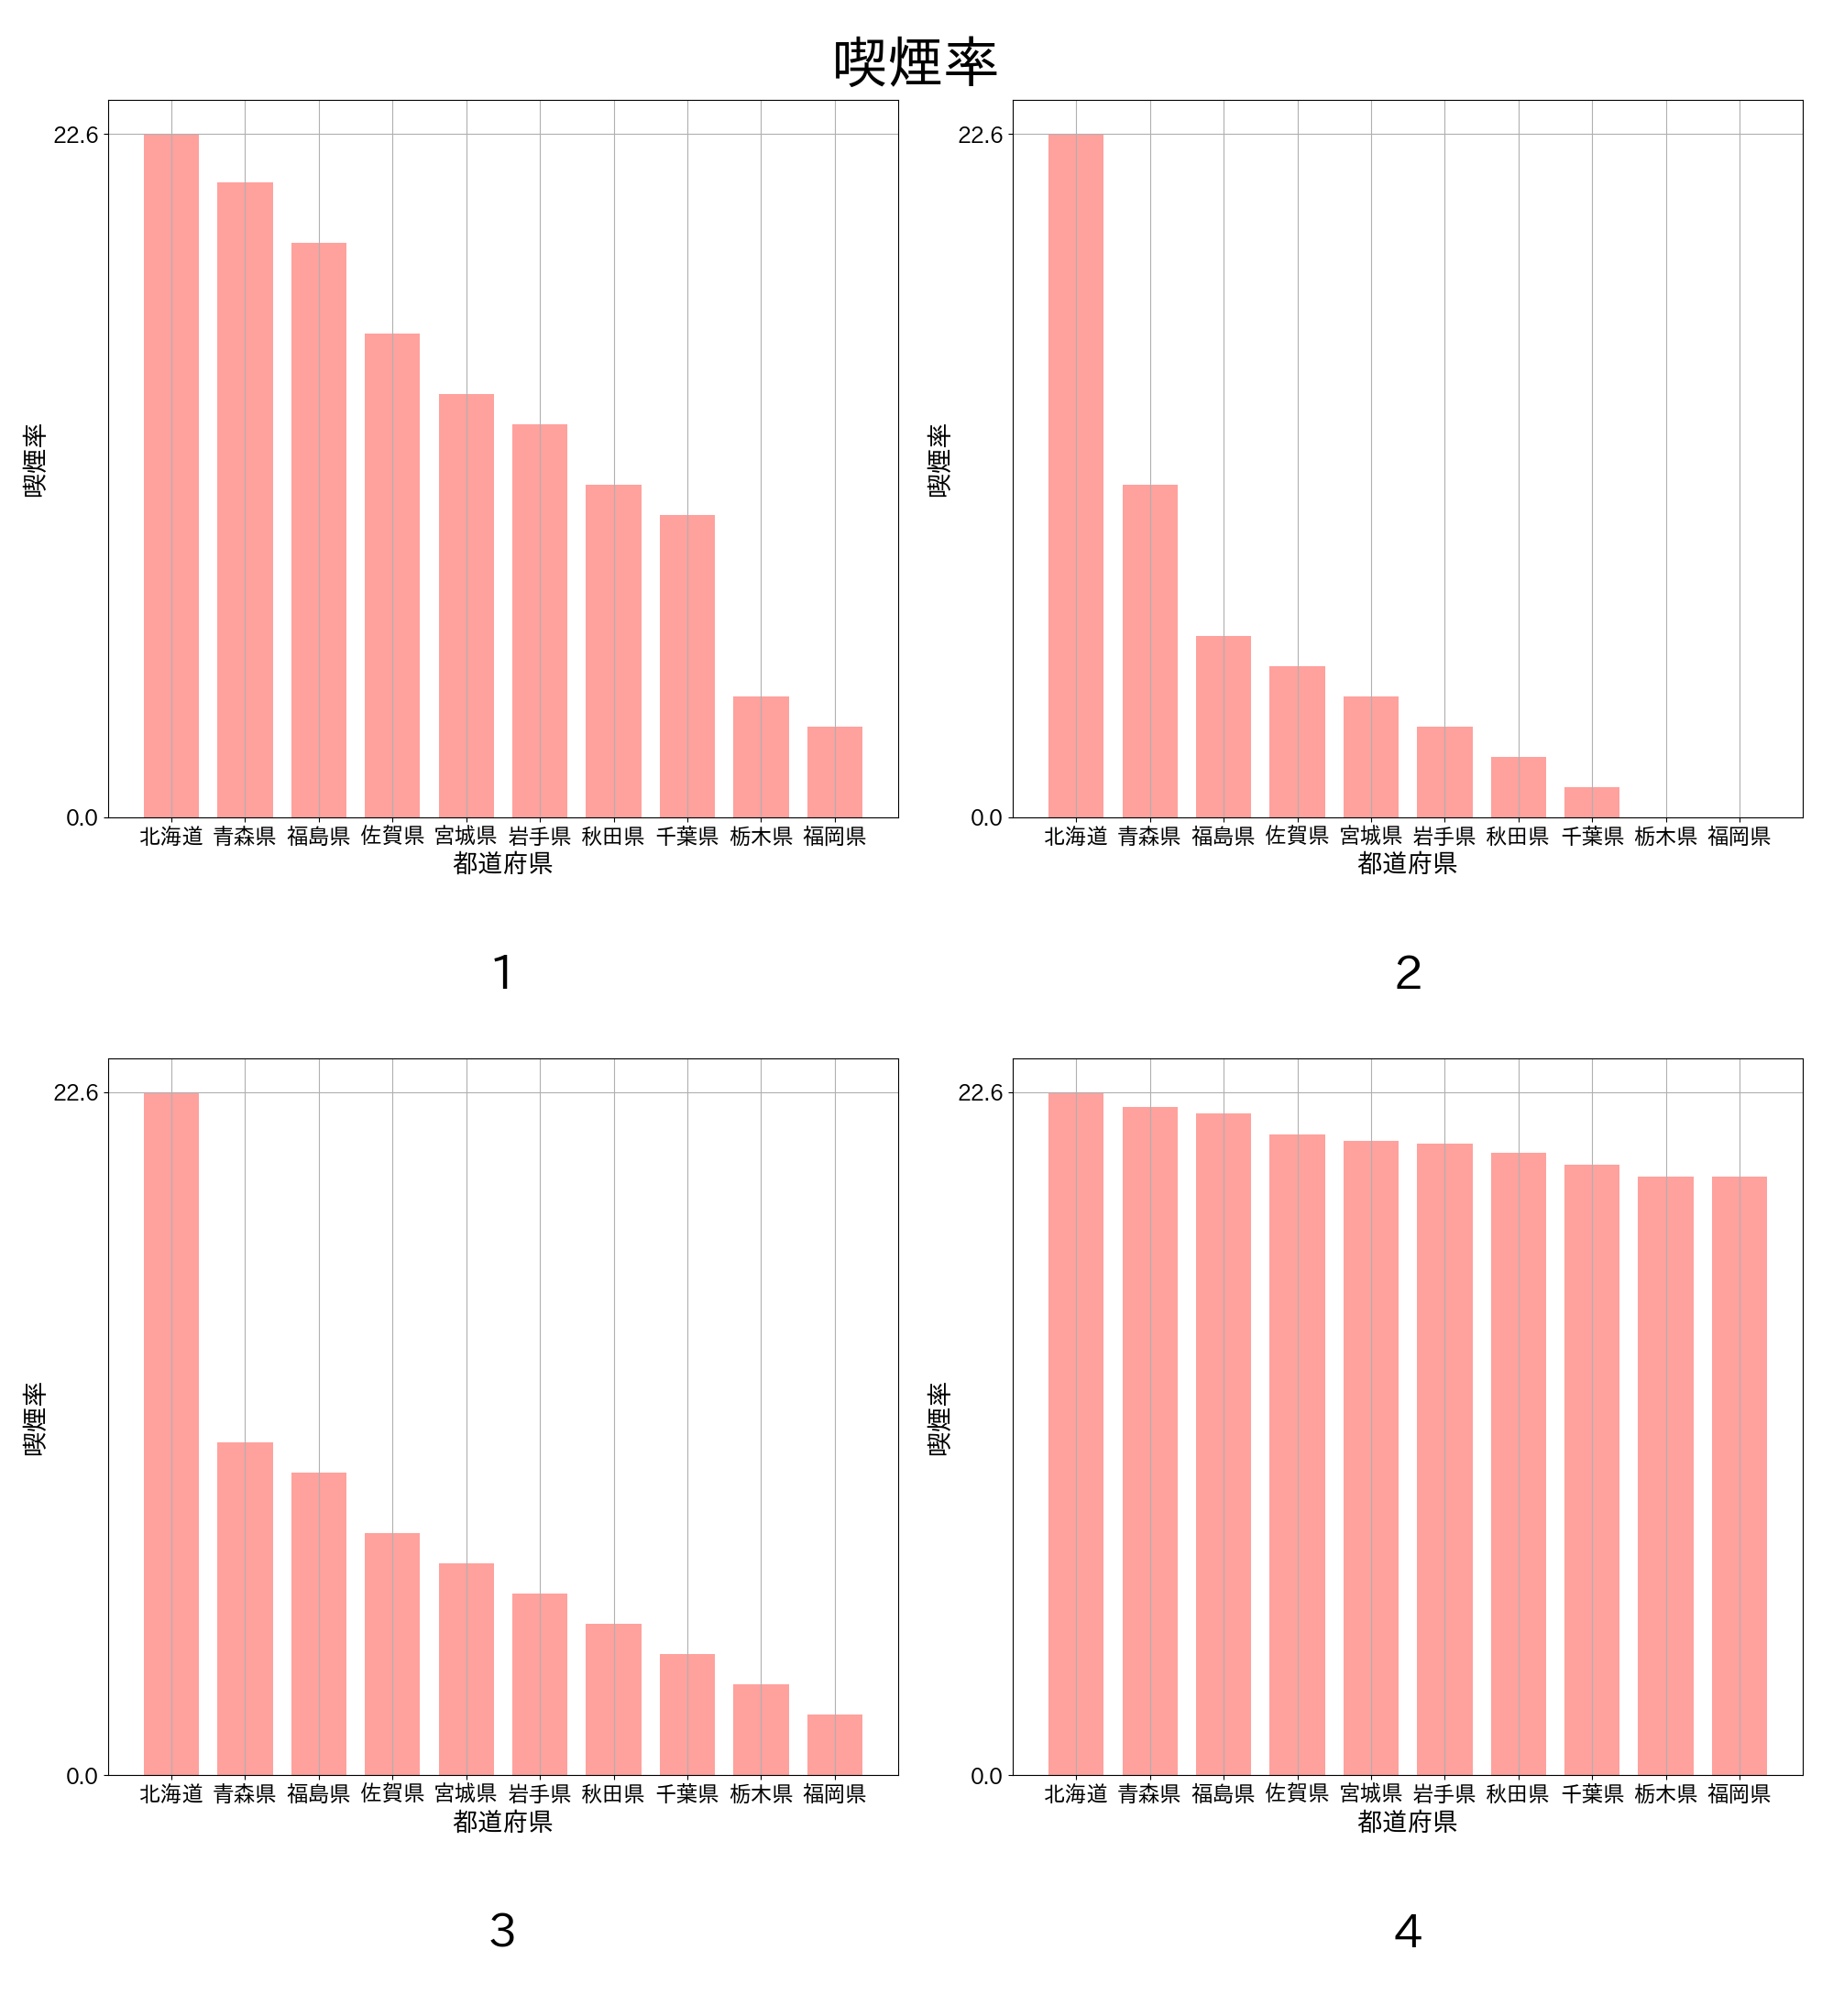 喫煙率
22.6
0.0
喫煙率
北海道 青森県 福島県 佐賀県 宮城県 岩手県 秋田県 千葉県 栃木県 福岡県
都道府県
1
22.6
0.0
喫煙率
北海道 青森県 福島県 佐賀県 宮城県 岩手県 秋田県 千葉県 栃木県 福岡県
都道府県
2
22.6
0.0
喫煙率
北海道 青森県 福島県 佐賀県 宮城県 岩手県 秋田県 千葉県 栃木県 福岡県
都道府県
3
22.6
0.0
喫煙率
北海道 青森県 福島県 佐賀県 宮城県 岩手県 秋田県 千葉県 栃木県 福岡県
都道府県
4